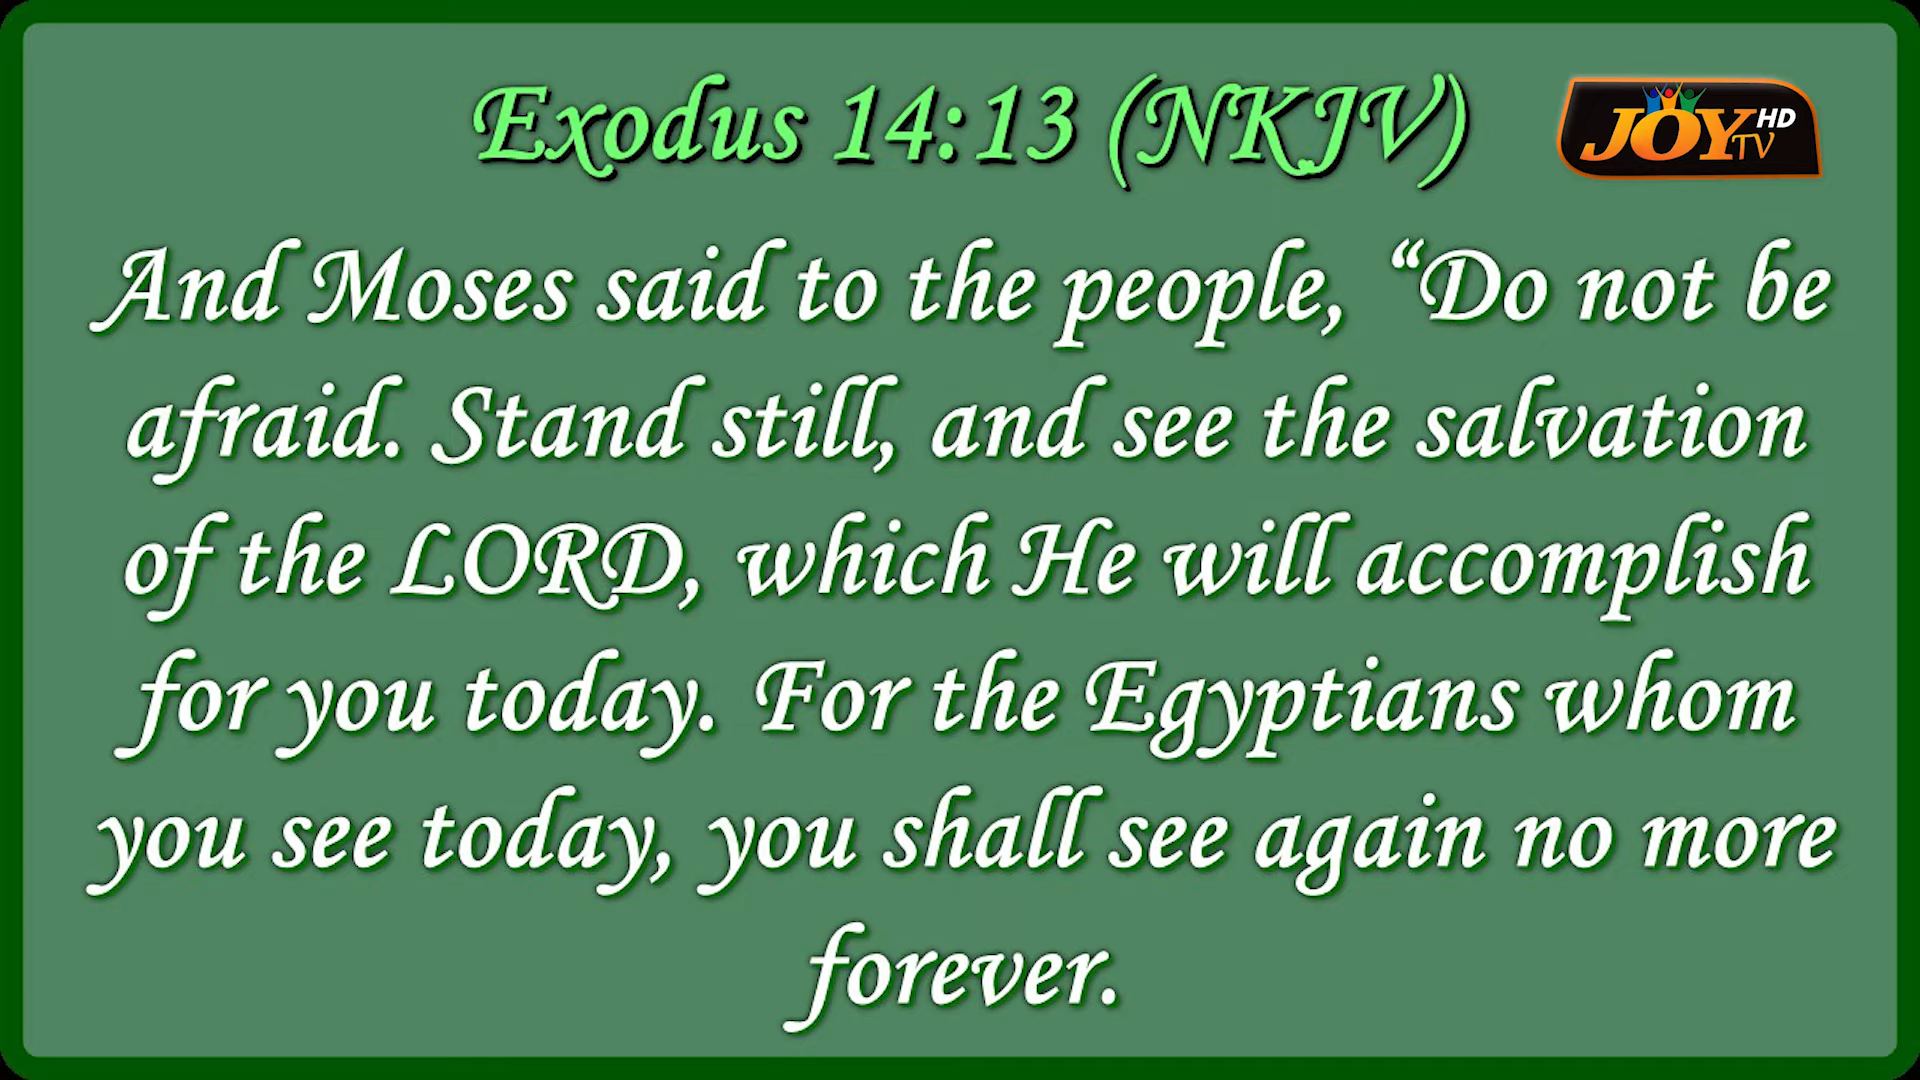 Exodus 14:13 (NKJV)
JOY TV HD
And Moses said to the people, “Do not be
afraid. Stand still, and see the salvation
of the LORD, which He will accomplish
for you today. For the Egyptians whom
you see today, you shall see again no more
forever.